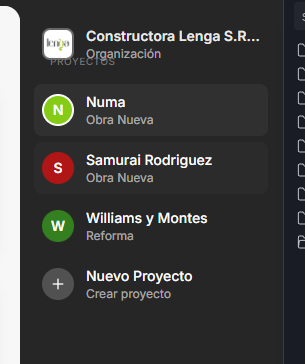 lenga
Constructora Lenga S.R...
Organización
PROYECTOS
N
Numa
Obra Nueva
S
Samurai Rodriguez
Obra Nueva
W
Williams y Montes
Reforma
+
Nuevo Proyecto
Crear proyecto